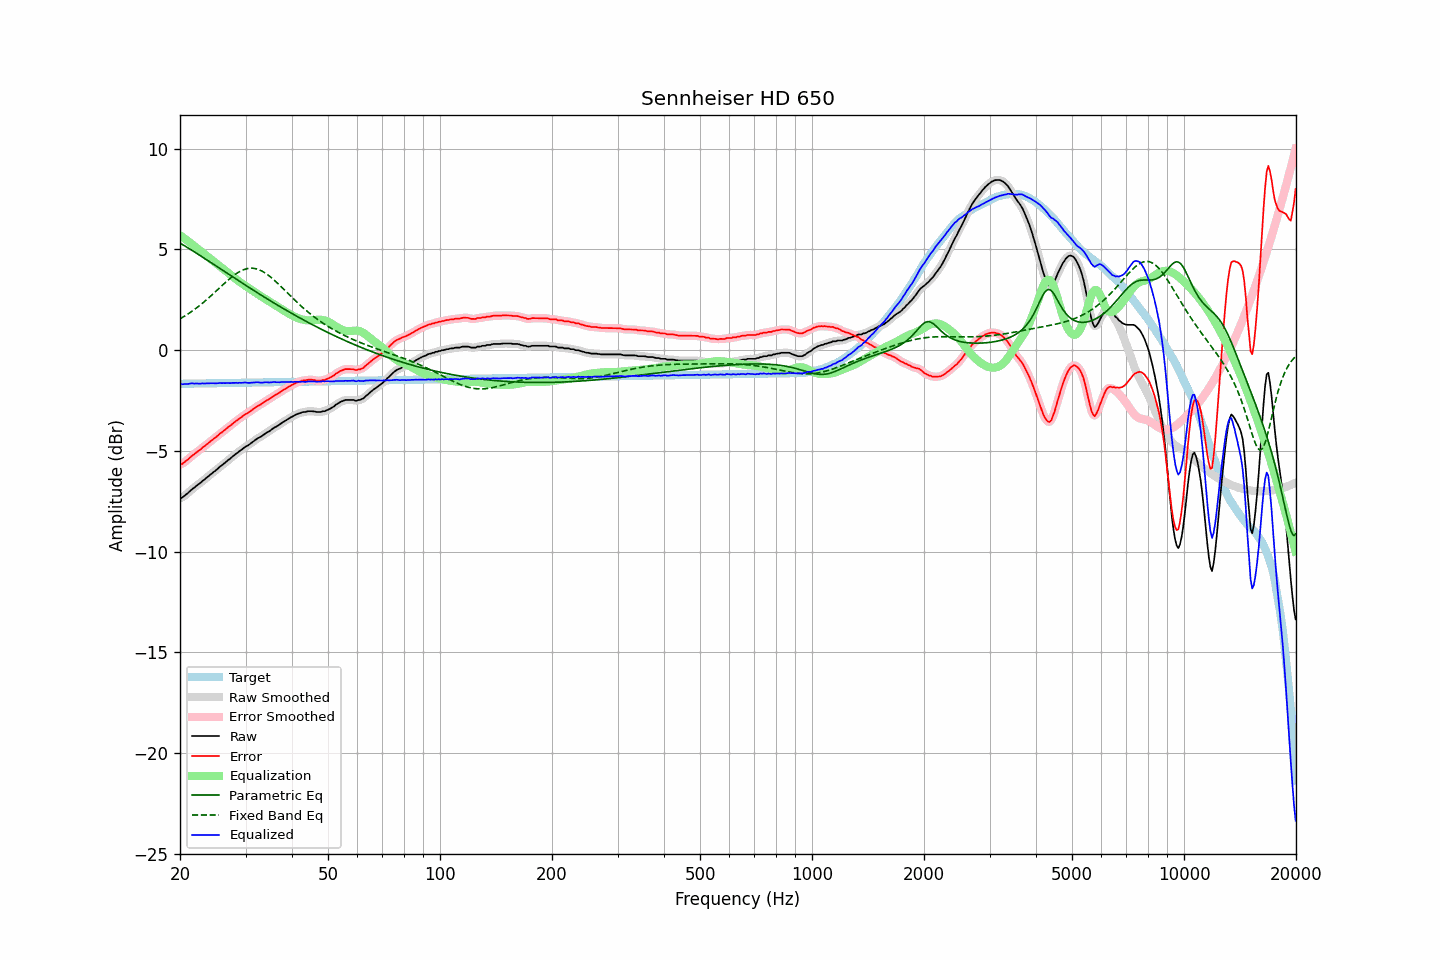 Sennheiser HD 650
10
5
0
−5
−10
−15
−20
−25
Amplitude (dBr)
Target
Raw Smoothed
Error Smoothed
Raw
Error
Equalization
Parametric Eq
Fixed Band Eq
Equalized
20 50 100 200 500 1000 2000 5000 10000 20000
Frequency (Hz)